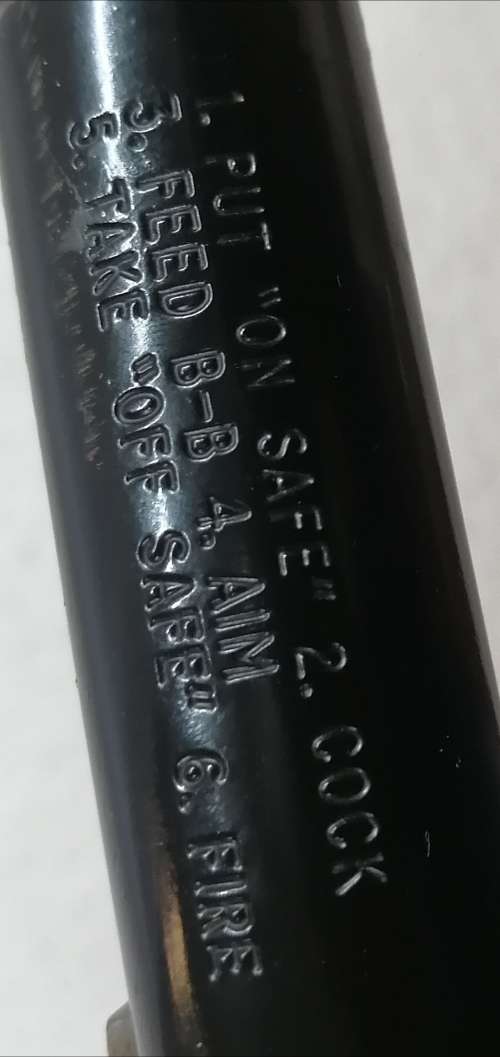 1. PUT "ON SAFE" 2. COCK
3. FEED B-B 4. AIM
5. TAKE "OFF SAFE" 6. FIRE